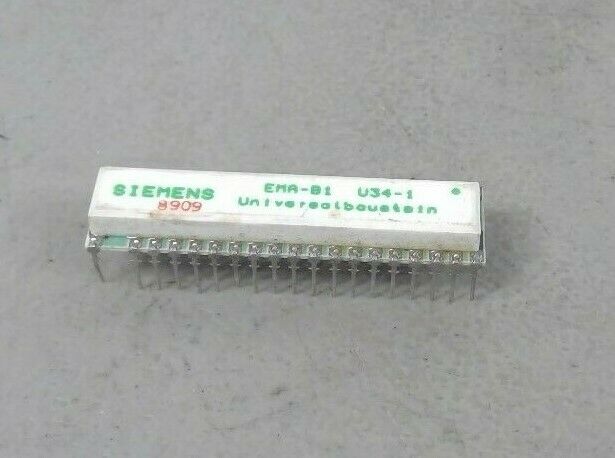 SIEMENS EMA-B1 U34-1
8909 Universalbaustein